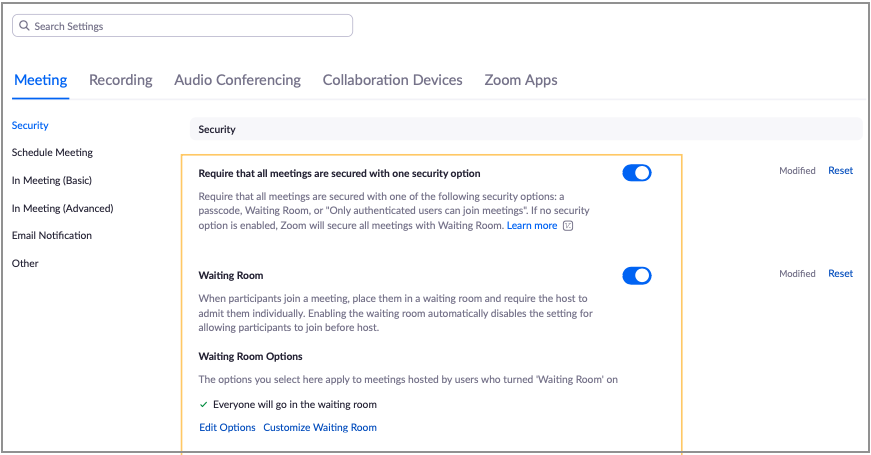 Search Settings
Meeting Recording Audio Conferencing Collaboration Devices Zoom Apps
Security
Schedule Meeting
In Meeting (Basic)
In Meeting (Advanced)
Email Notification
Other
Security
Require that all meetings are secured with one security option
Modified Reset
Require that all meetings are secured with one of the following security options: a
passcode, Waiting Room, or "Only authenticated users can join meetings". If no security
option is enabled, Zoom will secure all meetings with Waiting Room. Learn more
Waiting Room
Modified Reset
When participants join a meeting, place them in a waiting room and require the host to
admit them individually. Enabling the waiting room automatically disables the setting for
allowing participants to join before host.
Waiting Room Options
The options you select here apply to meetings hosted by users who turned 'Waiting Room' on
Everyone will go in the waiting room
Edit Options Customize Waiting Room